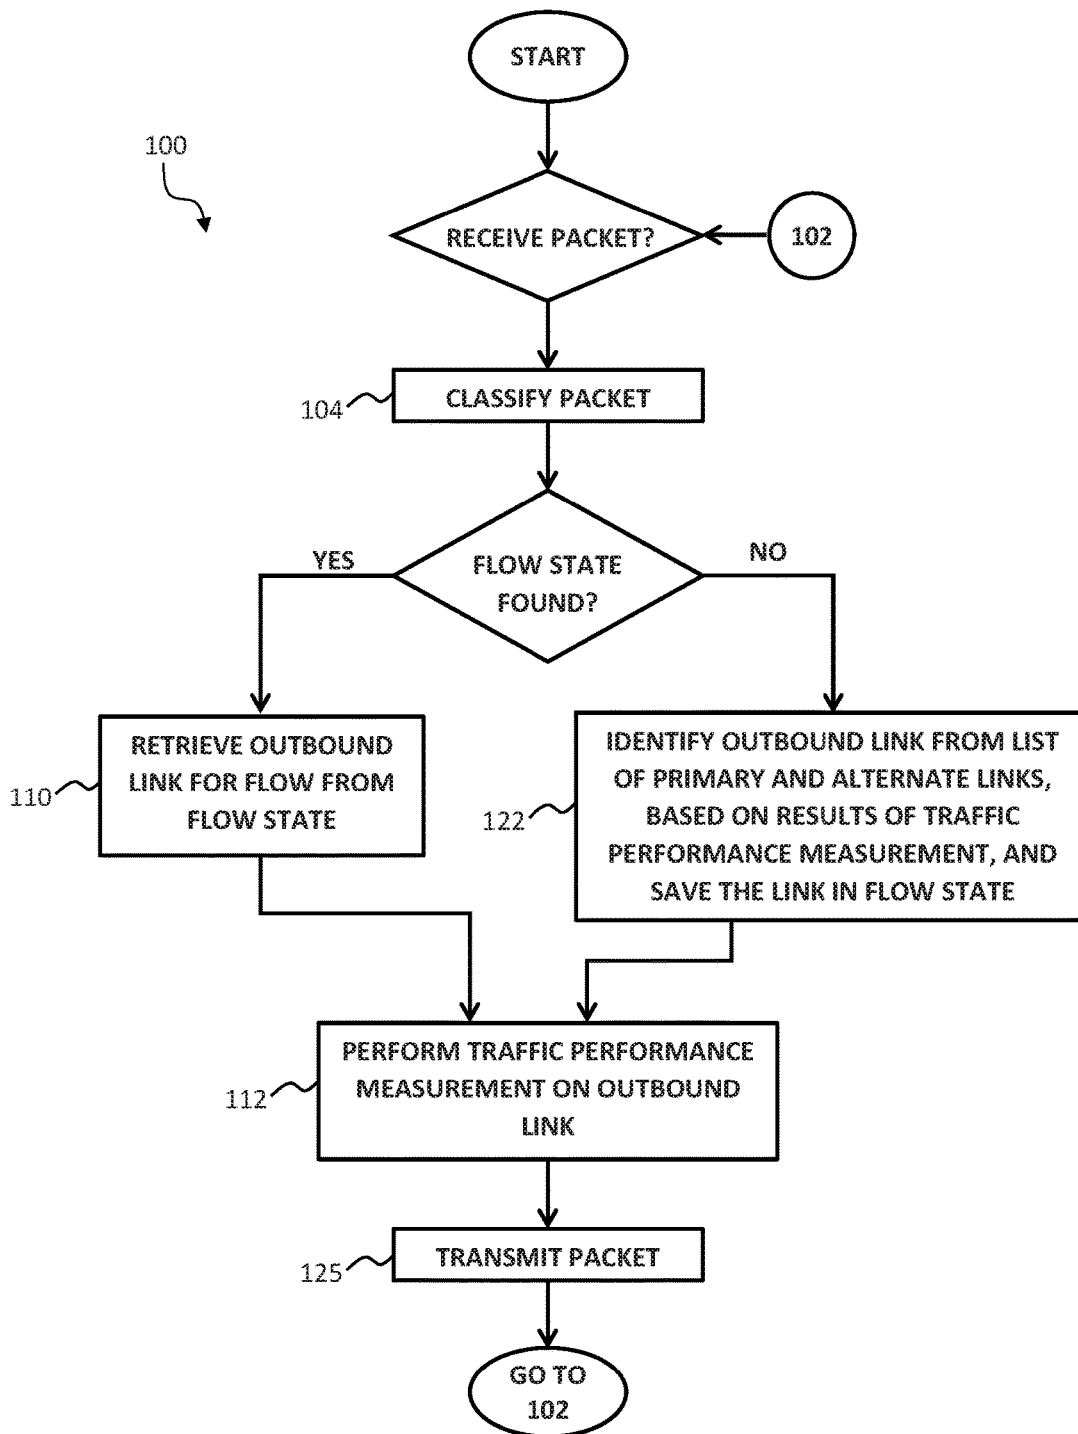 START
100
RECEIVE PACKET?
102
CLASSIFY PACKET
104
YES
NO
FLOW STATE
FOUND?
RETRIEVE OUTBOUND
LINK FOR FLOW FROM
FLOW STATE
110
IDENTIFY OUTBOUND LINK FROM LIST
OF PRIMARY AND ALTERNATE LINKS,
BASED ON RESULTS OF TRAFFIC
PERFORMANCE MEASUREMENT, AND
SAVE THE LINK IN FLOW STATE
122
PERFORM TRAFFIC PERFORMANCE
MEASUREMENT ON OUTBOUND
LINK
112
TRANSMIT PACKET
125
GO TO
102